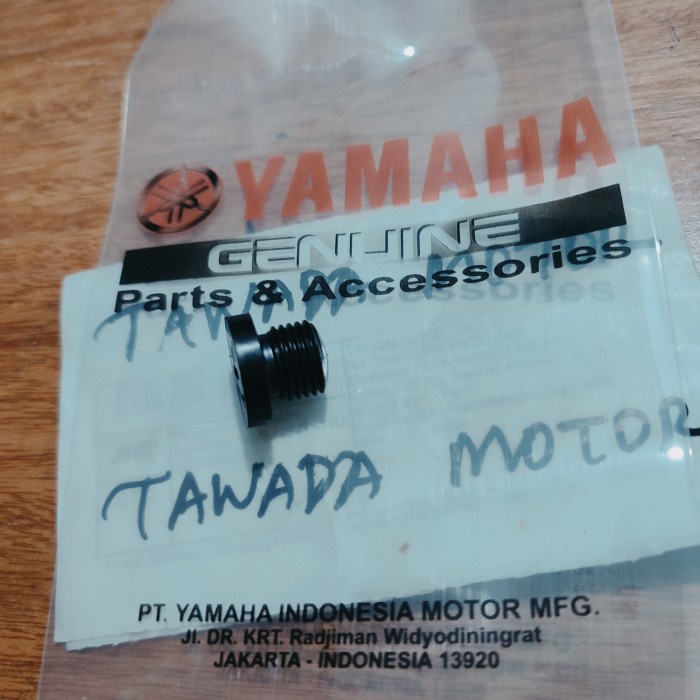 YAMAHA
GENUINE
Parts & Accessories
TAWADA MOTOR
TAWADA MOTOR
PT. YAMAHA INDONESIA MOTOR MFG.
Jl. DR. KRT. Radjiman Widyodiningrat
JAKARTA - INDONESIA 13920